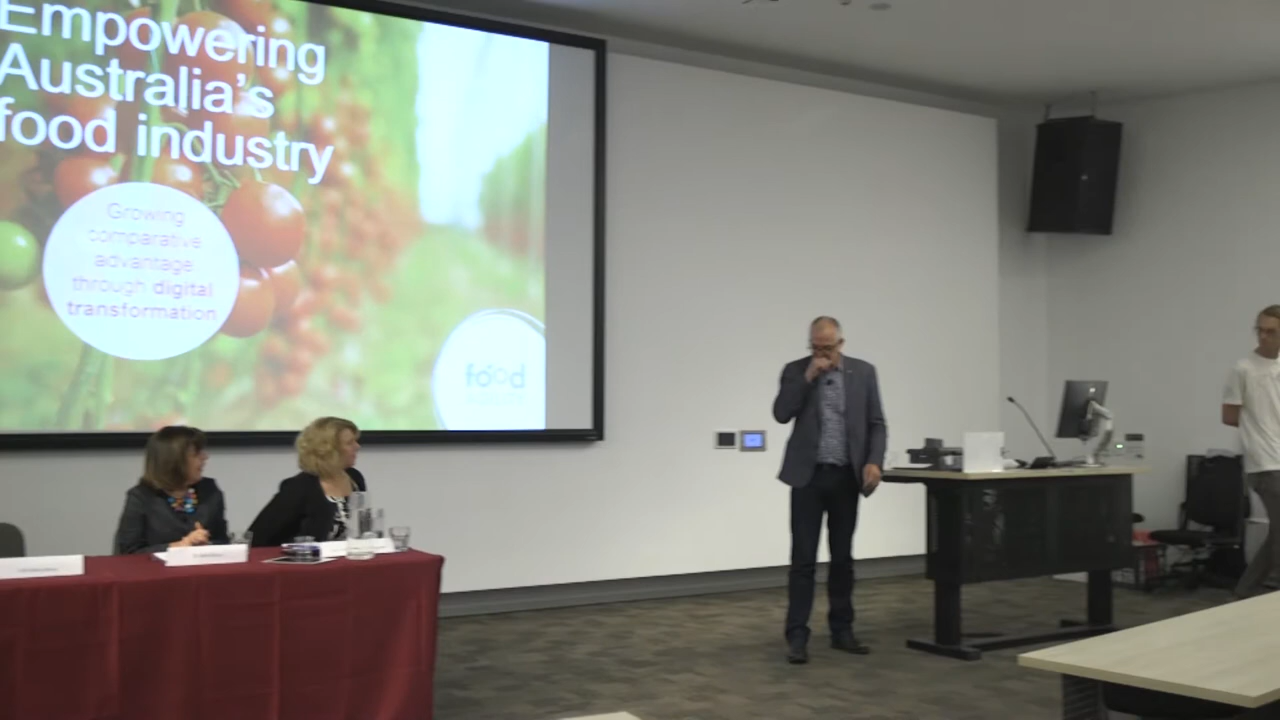 Empowering
Australia's
food industry
Growing
comparative
advantage
through digital
transformation
food